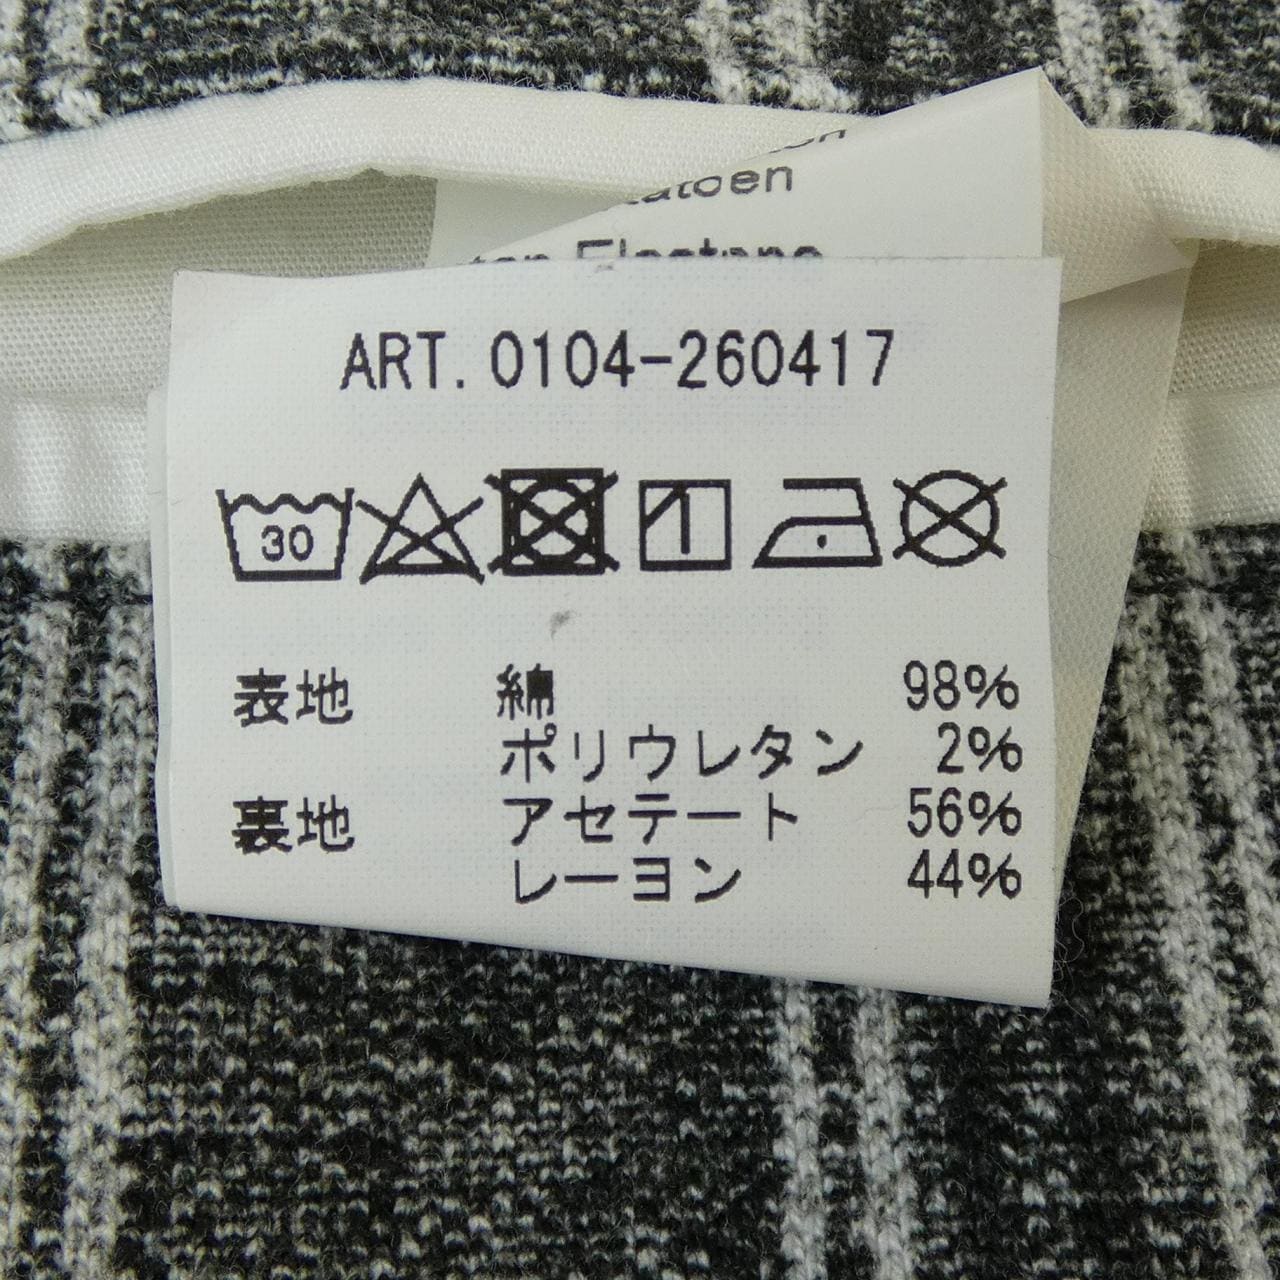 Elastane
ART. 0104-260417
30
表地 綿 98%
ポリウレタン 2%
裏地 アセテート 56%
レーヨン 44%